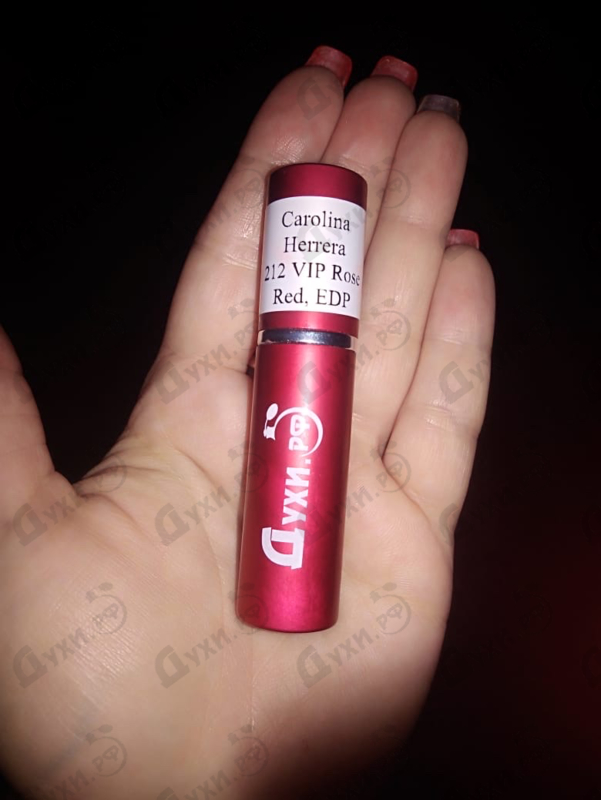 Carolina
Herrera
212 VIP Rose
Red, EDP
Духи.рф